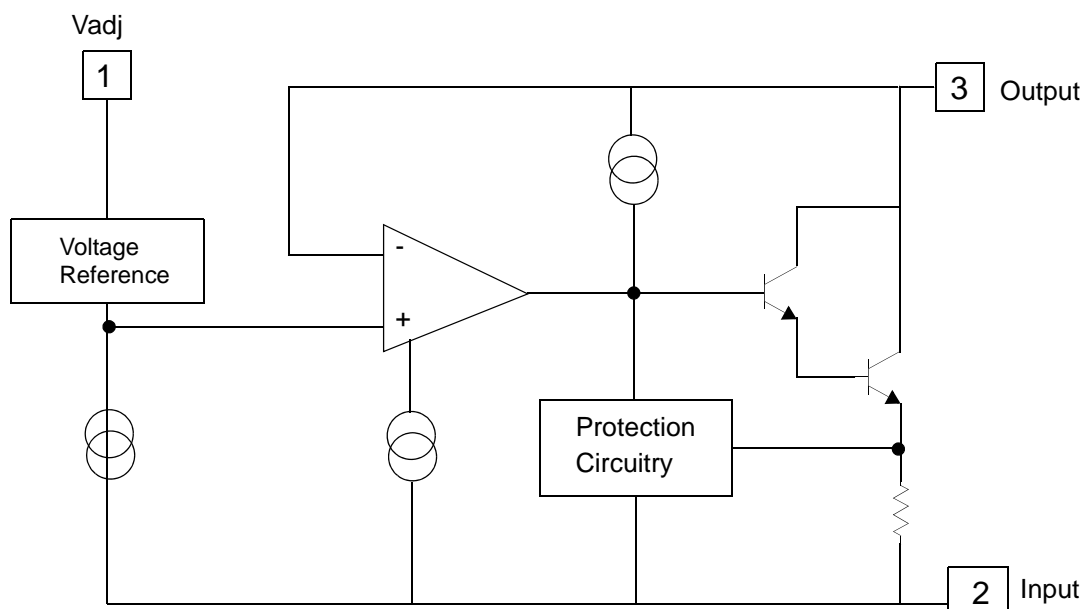 Vadj
1
3 Output
Voltage
Reference
-
+
Protection
Circuitry
2 Input